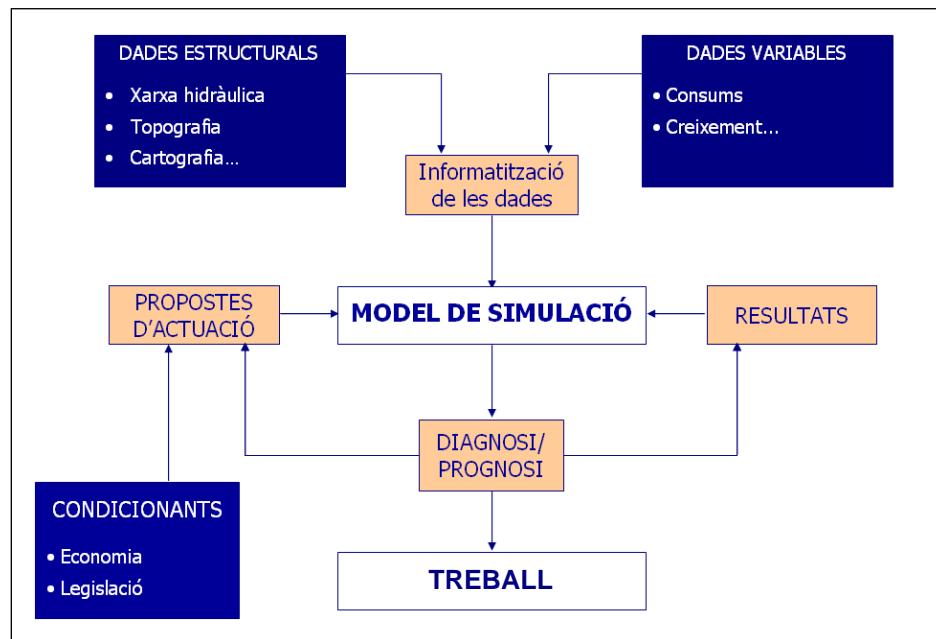 DADES ESTRUCTURALS
• Xarxa hidràulica
• Topografia
• Cartografia...
DADES VARIABLES
• Consums
• Creixement...
Informatització
de les dades
PROPOSTES
D'ACTUACIÓ
MODEL DE SIMULACIÓ
RESULTATS
DIAGNOSI/
PROGNOSI
CONDICIONANTS
• Economia
• Legislació
TREBALL